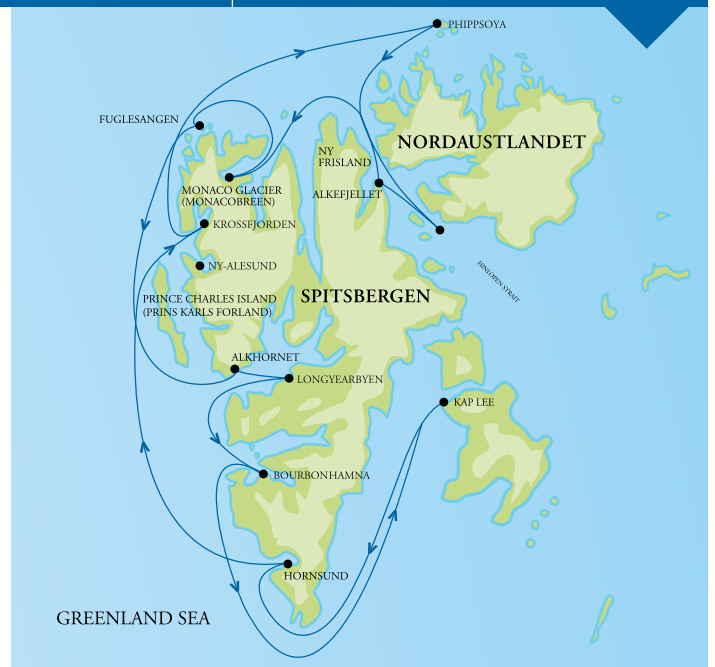 PHIPPSOYA
FUGLESANGEN
NORDAUSTLANDET
NY
FRISLAND
ALKEFJELLET
MONACO GLACIER
(MONACOBREEN)
KROSSFJORDEN
NY-ALESUND
HINLOPEN STRAIT
PRINCE CHARLES ISLAND
(PRINS KARLS FORLAND)
SPITSBERGEN
ALKHORNET
LONGYEARBYEN
KAP LEE
BOURBONHAMNA
HORNSUND
GREENLAND SEA